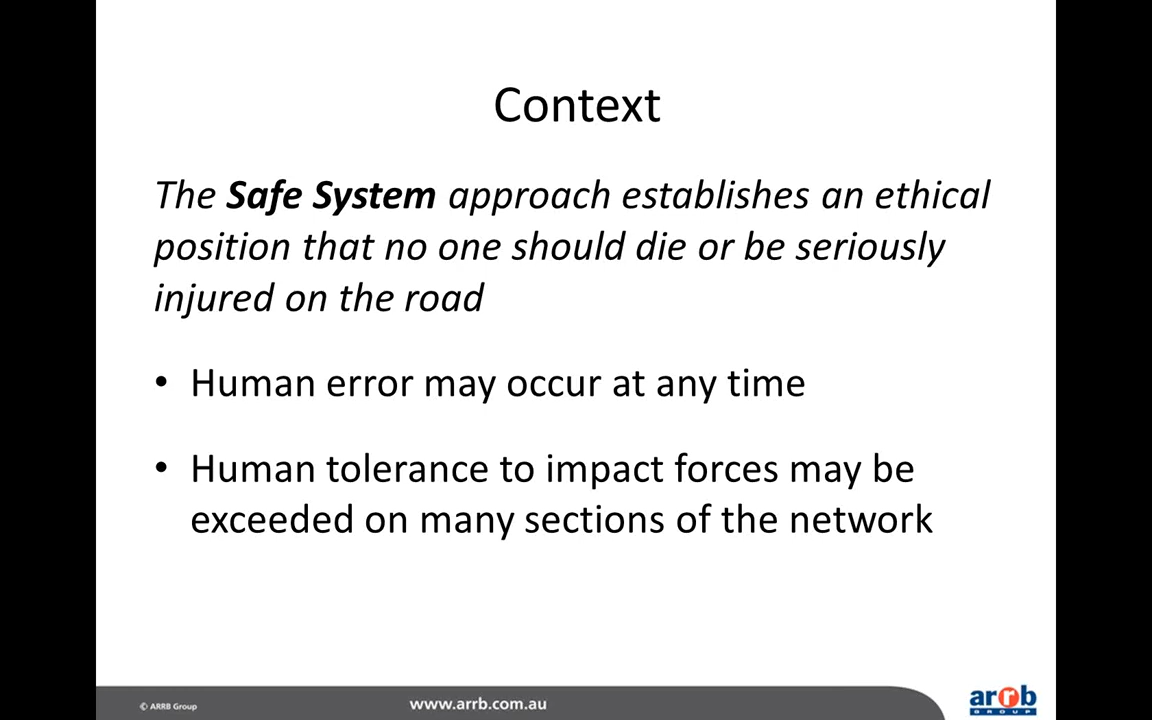 Context
The Safe System approach establishes an ethical
position that no one should die or be seriously
injured on the road
• Human error may occur at any time
• Human tolerance to impact forces may be
exceeded on many sections of the network
© ARRB Group
www.arrb.com.au
arrb
GROUP